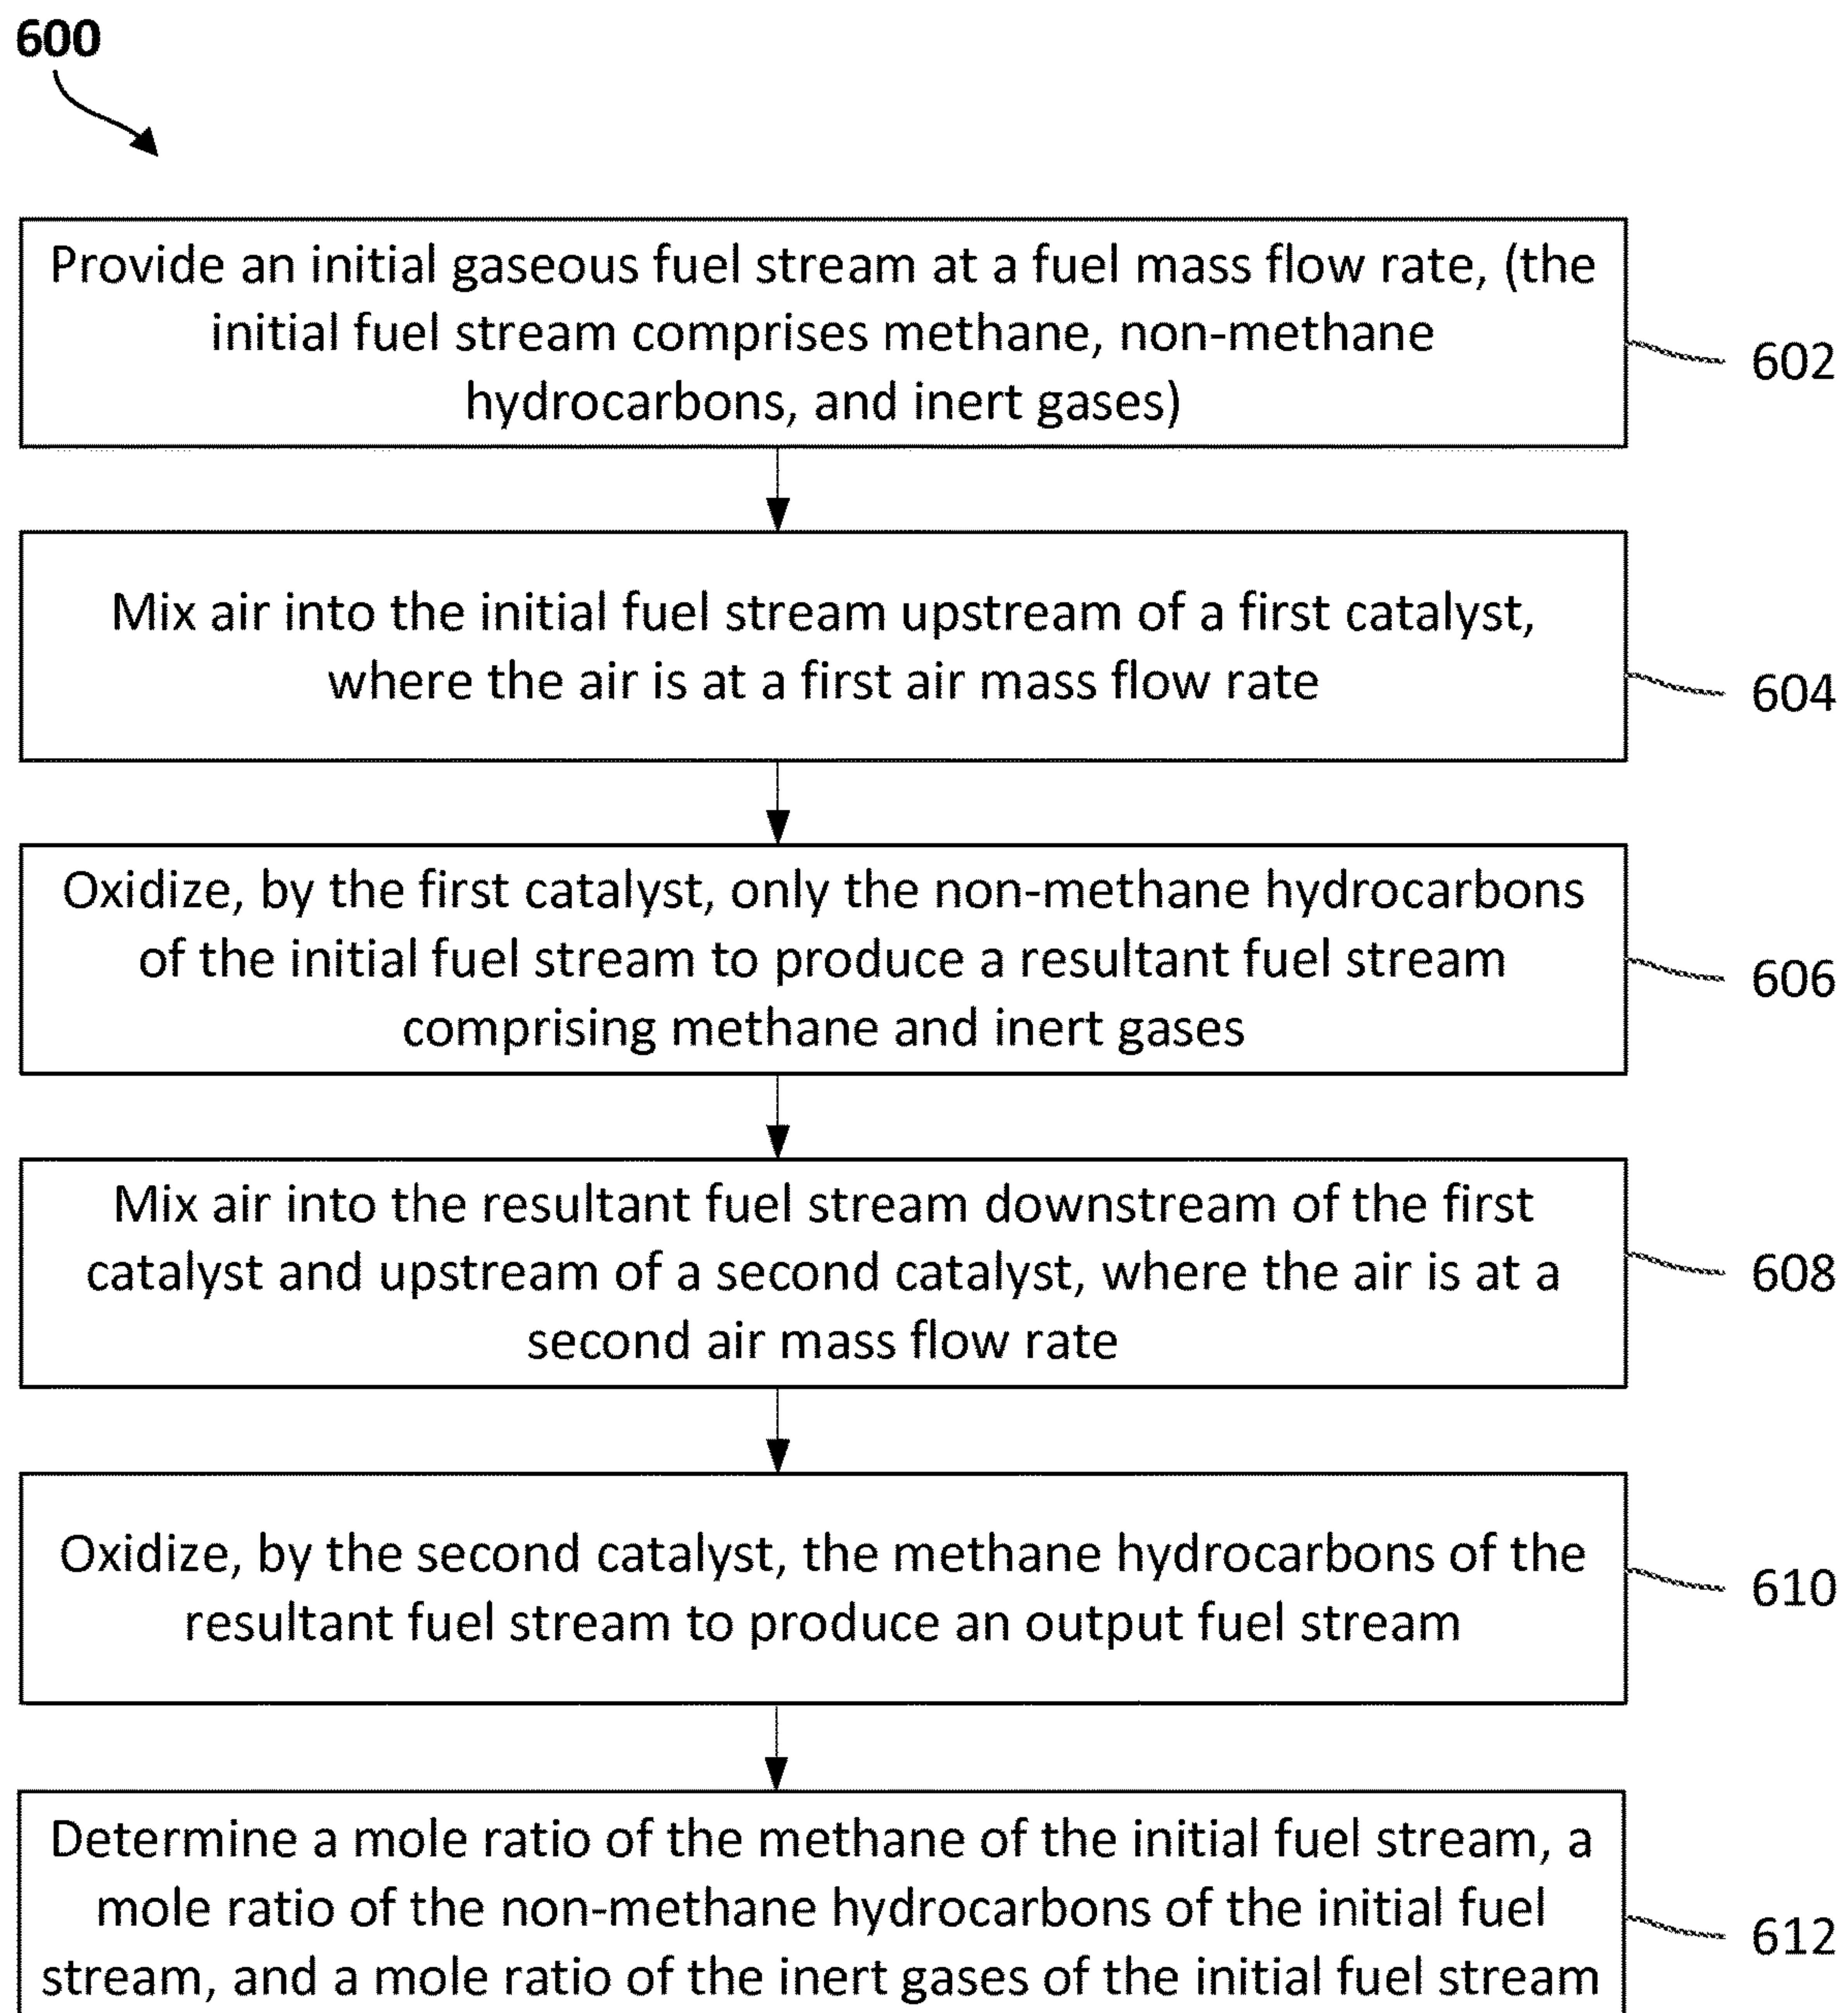 600
Provide an initial gaseous fuel stream at a fuel mass flow rate, (the
initial fuel stream comprises methane, non-methane
hydrocarbons, and inert gases)
602
Mix air into the initial fuel stream upstream of a first catalyst,
where the air is at a first air mass flow rate
604
Oxidize, by the first catalyst, only the non-methane hydrocarbons
of the initial fuel stream to produce a resultant fuel stream
comprising methane and inert gases
606
Mix air into the resultant fuel stream downstream of the first
catalyst and upstream of a second catalyst, where the air is at a
second air mass flow rate
608
Oxidize, by the second catalyst, the methane hydrocarbons of the
resultant fuel stream to produce an output fuel stream
610
Determine a mole ratio of the methane of the initial fuel stream, a
mole ratio of the non-methane hydrocarbons of the initial fuel
stream, and a mole ratio of the inert gases of the initial fuel stream
612